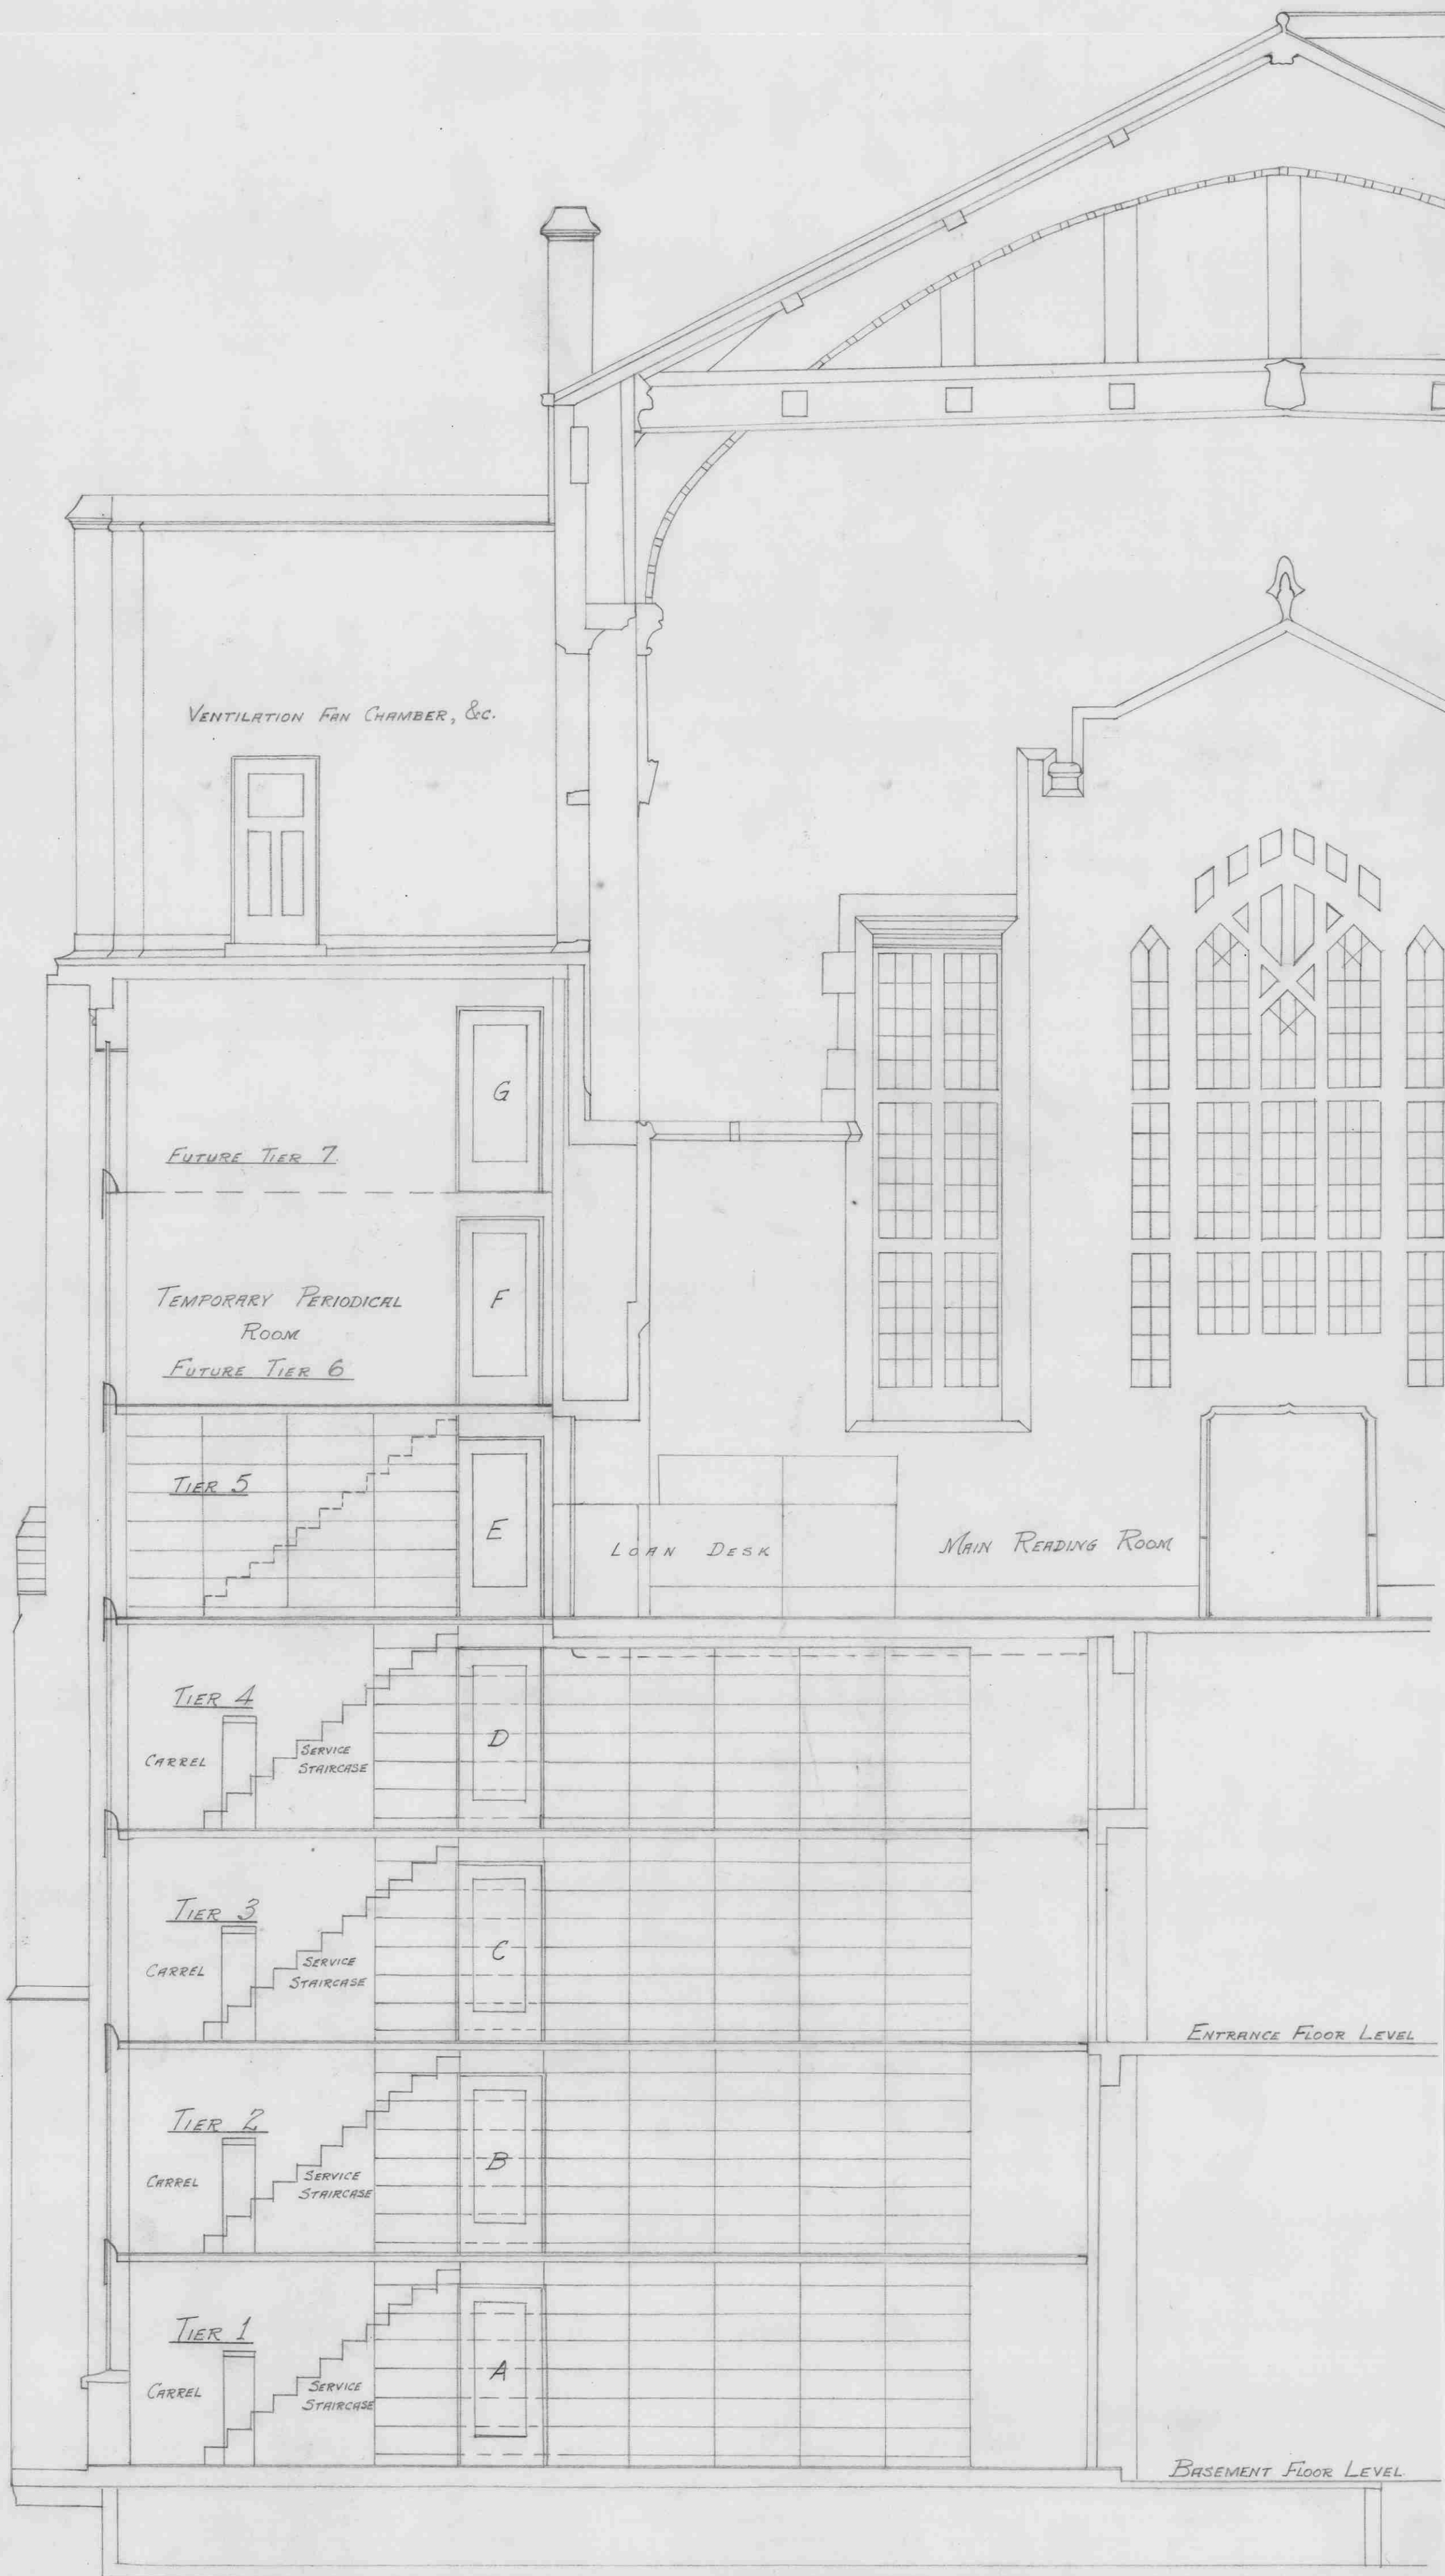 VENTILATION FAN CHAMBER, &c.
G
FUTURE TIER 7.
TEMPORARY PERIODICAL
ROOM
F
FUTURE TIER 6
TIER 5
E
LOAN DESK
MAIN READING ROOM
TIER 4
D
CARREL
SERVICE
STAIRCASE
TIER 3
C
CARREL
SERVICE
STAIRCASE
ENTRANCE FLOOR LEVEL
TIER 2
B
CARREL
SERVICE
STAIRCASE
TIER 1
A
CARREL
SERVICE
STAIRCASE
BASEMENT FLOOR LEVEL